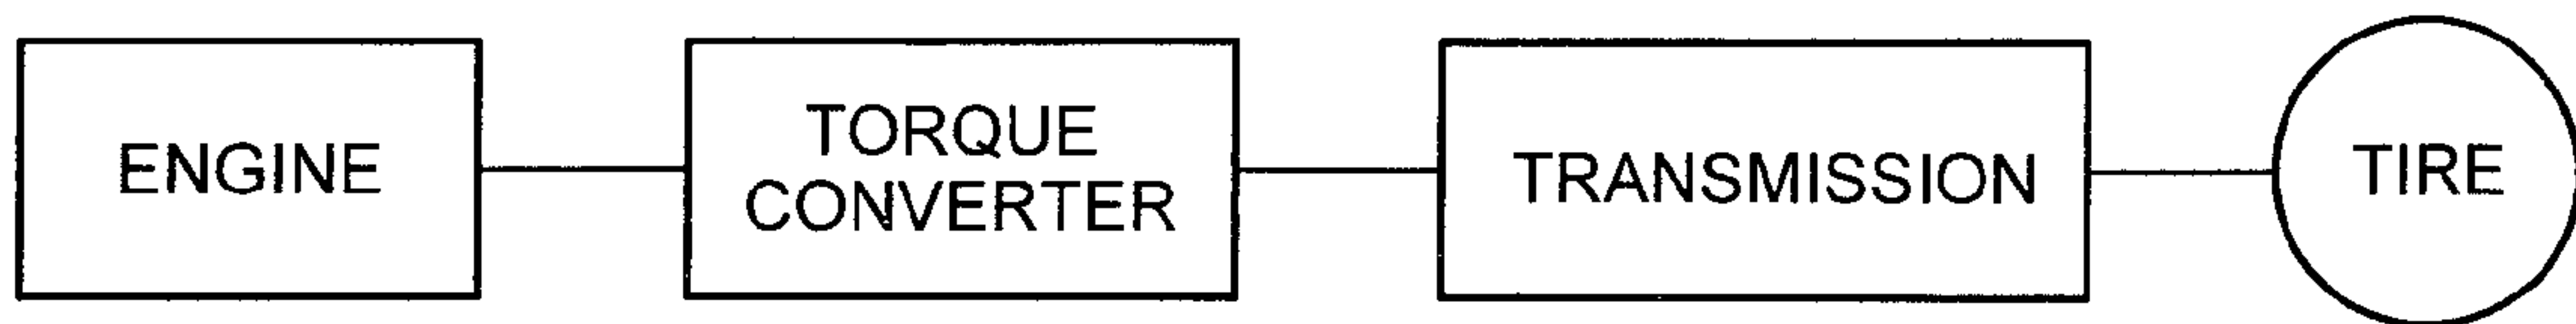 ENGINE
TORQUE
CONVERTER
TRANSMISSION
TIRE